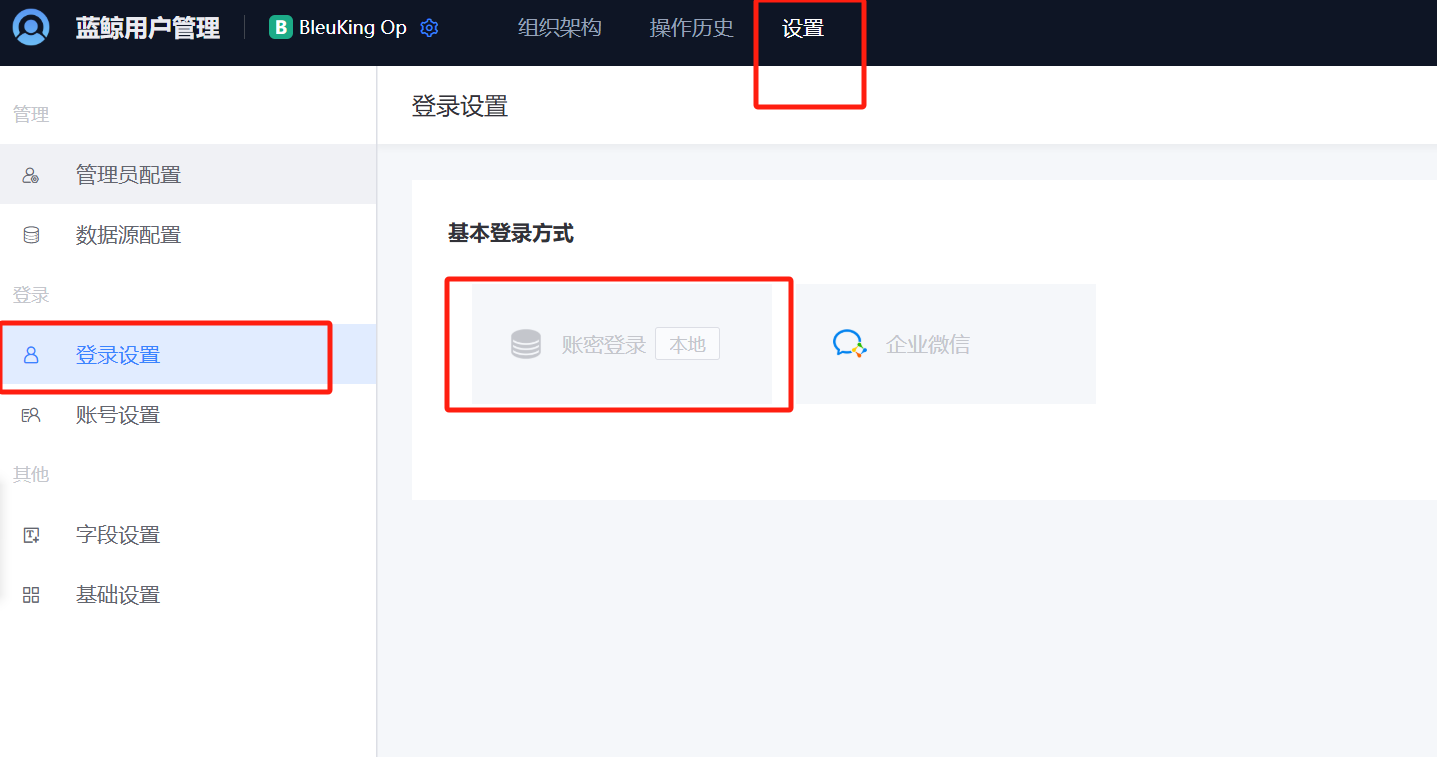 蓝鲸用户管理 B BleuKing Op 组织架构 操作历史 设置
管理
管理员配置
数据源配置
登录
登录设置
账号设置
其他
字段设置
基础设置
登录设置
基本登录方式
账密登录 本地
企业微信